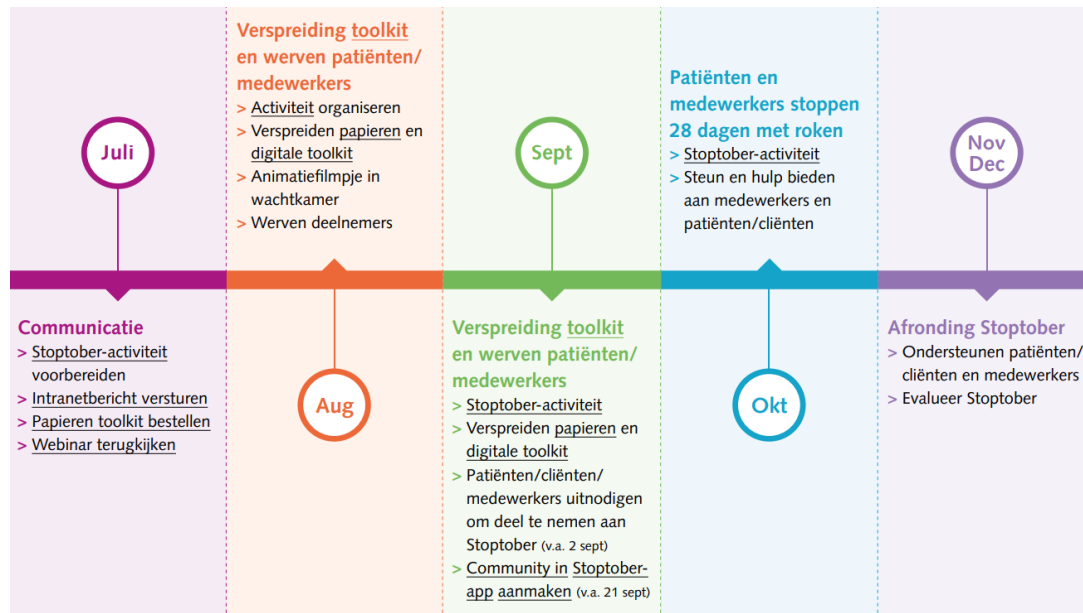 Juli
Communicatie
> Stoptober-activiteit
voorbereiden
> Intranetbericht versturen
> Papieren toolkit bestellen
> Webinar terugkijken
Verspreiding toolkit
en werven patiënten/
medewerkers
> Activiteit organiseren
> Verspreiden papieren en
digitale toolkit
> Animatiefilmpje in
wachtkamer
> Werven deelnemers
Aug
Sept
Verspreiding toolkit
en werven patiënten/
medewerkers
> Stoptober-activiteit
> Verspreiden papieren en
digitale toolkit
> Patiënten/cliënten/
medewerkers uitnodigen
om deel te nemen aan
Stoptober (v.a. 2 sept)
> Community in Stoptober-
app aanmaken (v.a. 21 sept)
Patiënten en
medewerkers stoppen
28 dagen met roken
> Stoptober-activiteit
> Steun en hulp bieden
aan medewerkers en
patiënten/cliënten
Okt
Nov
Dec
Afronding Stoptober
> Ondersteunen patiënten/
cliënten en medewerkers
> Evalueer Stoptober